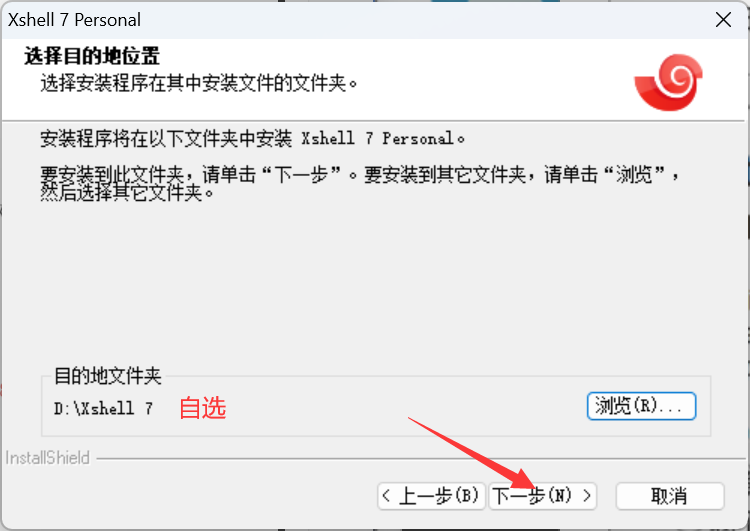 Xshell 7 Personal
选择目的地位置
选择安装程序在其中安装文件的文件夹。
安装程序将在以下文件夹中安装 Xshell 7 Personal。
要安装到此文件夹，请单击“下一步”。要安装到其它文件夹，请单击“浏览”，
然后选择其它文件夹。
目的地文件夹
D:\Xshell 7 自选 浏览(R)...
InstallShield
< 上一步(B) 下一步(N) > 取消